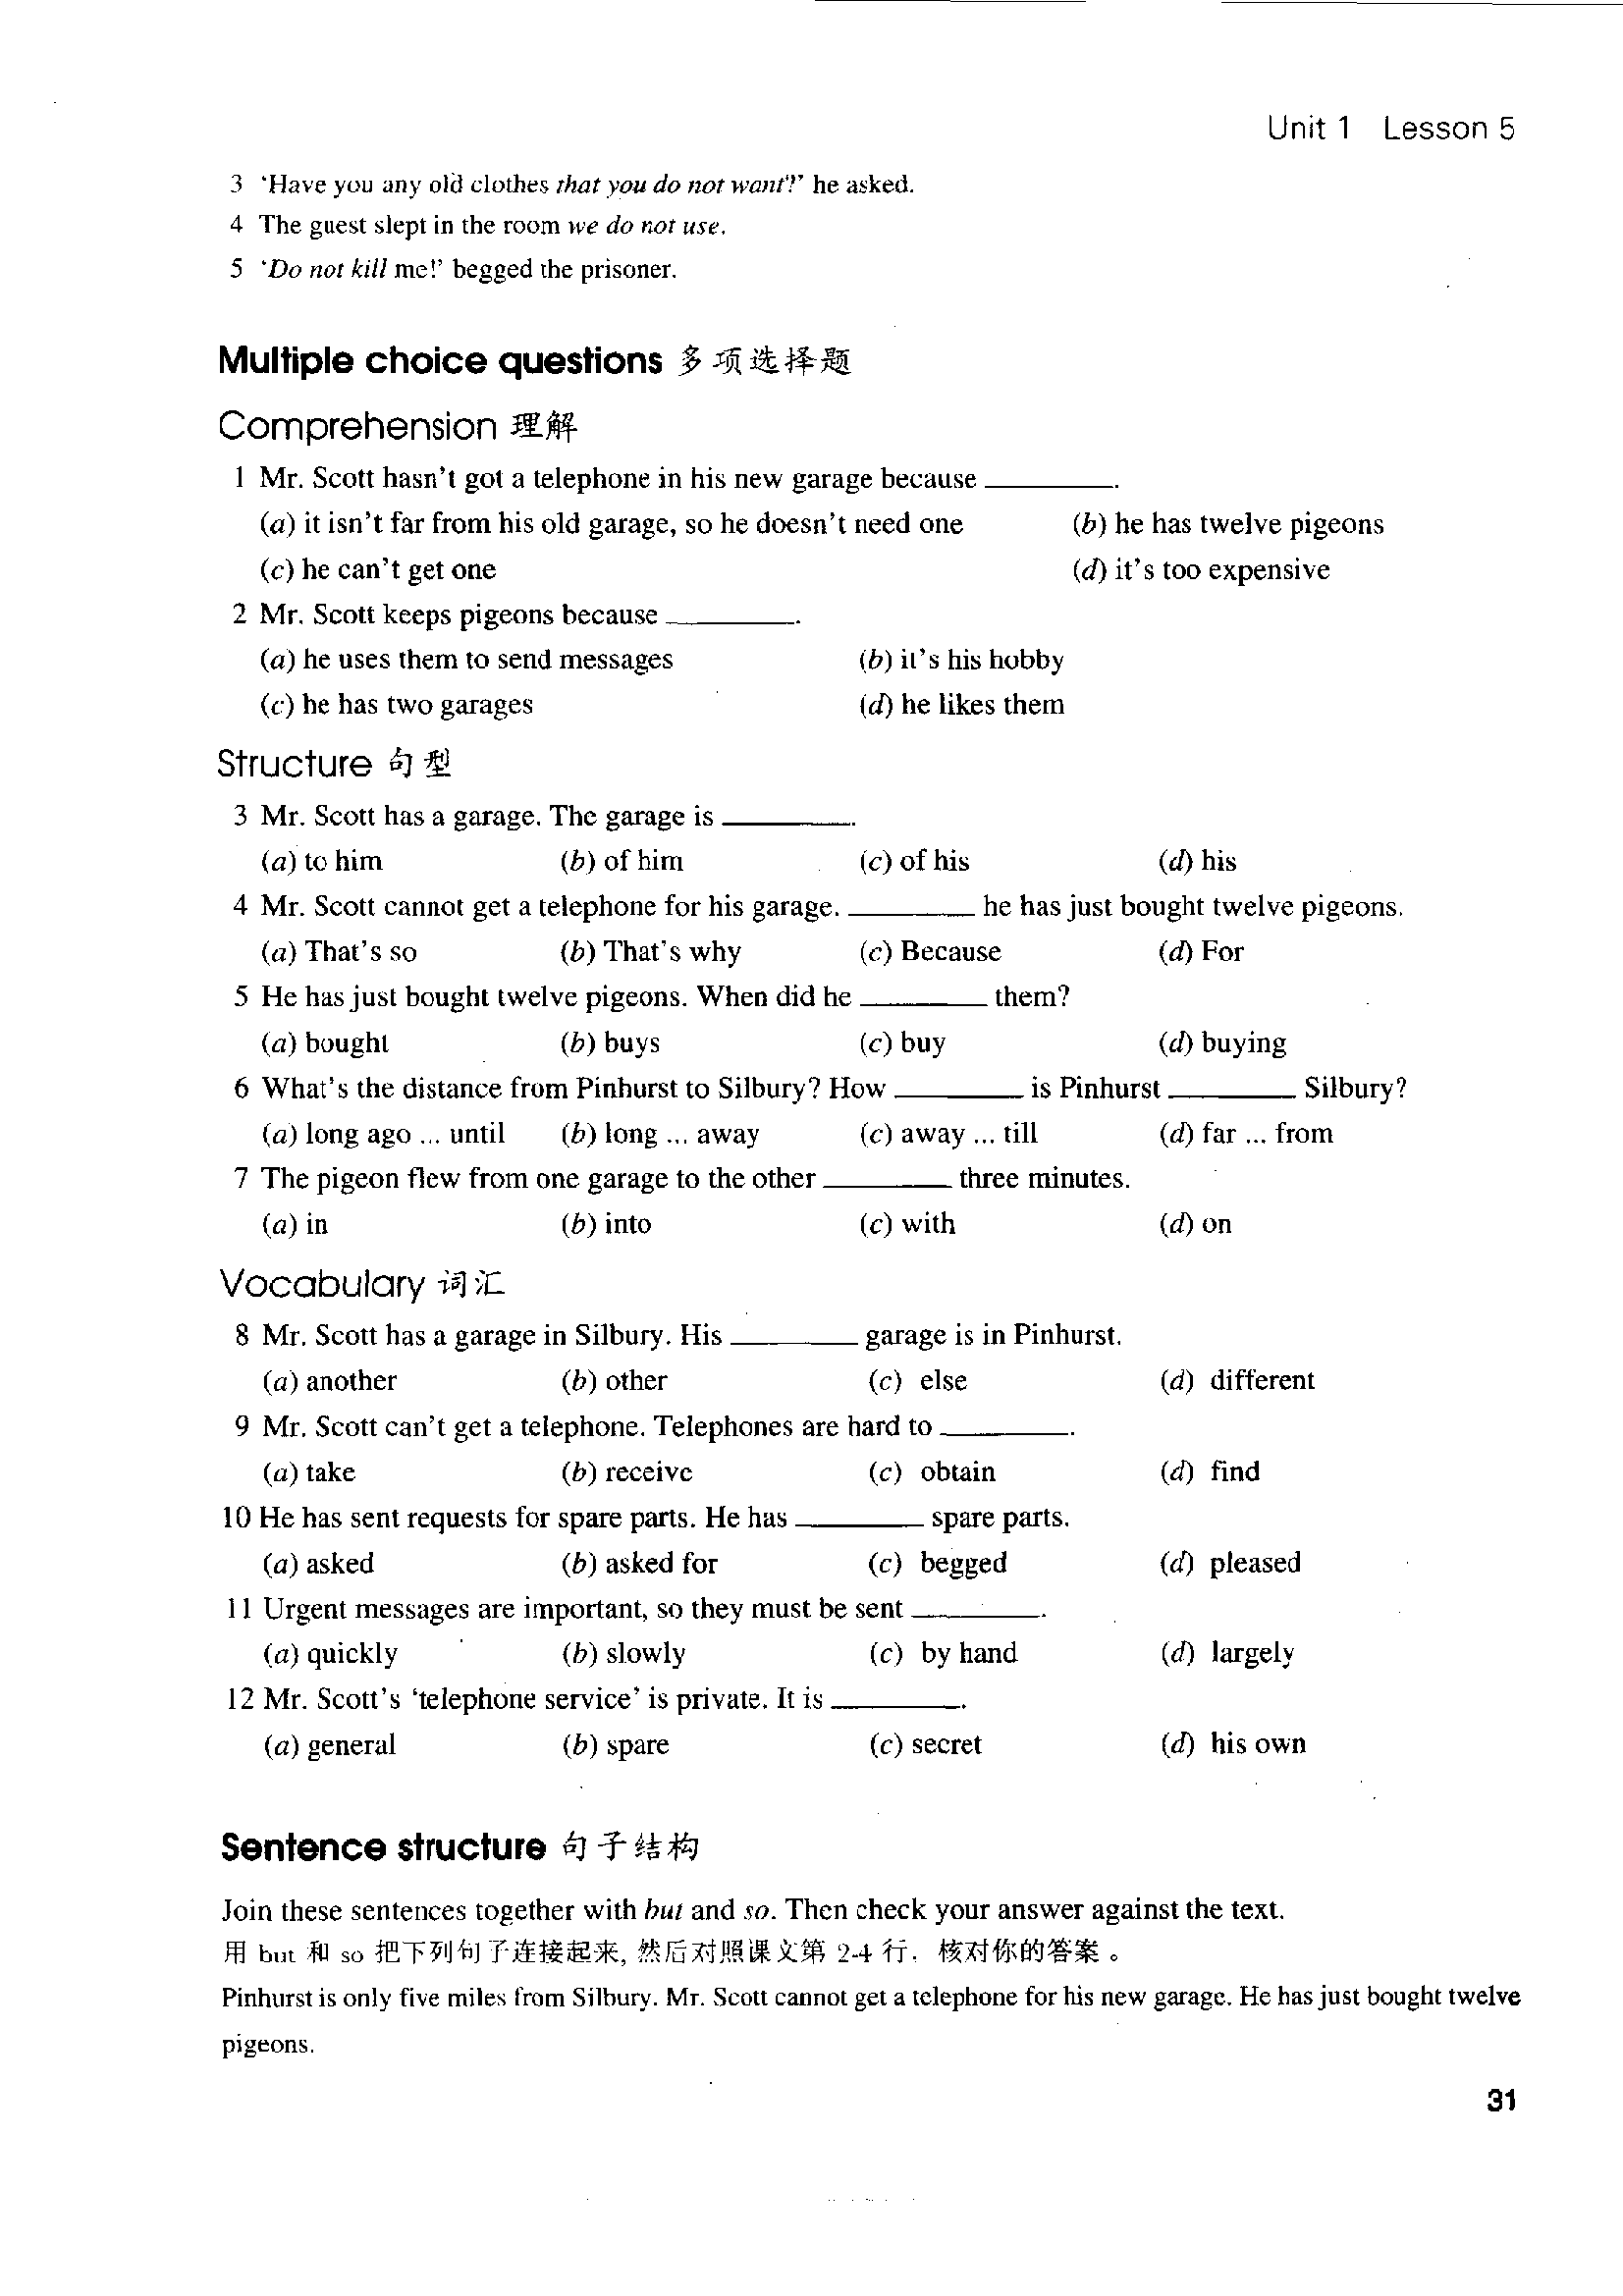 Unit 1 Lesson 5
3 ‘Have you any old clothes that you do not want?’ he asked.
4 The guest slept in the room we do not use.
5 ‘Do not kill me!’ begged the prisoner.
Multiple choice questions 多项选择题
Comprehension 理解
1 Mr. Scott hasn’t got a telephone in his new garage because ________.
(a) it isn’t far from his old garage, so he doesn’t need one (b) he has twelve pigeons
(c) he can’t get one (d) it’s too expensive
2 Mr. Scott keeps pigeons because ________.
(a) he uses them to send messages (b) it’s his hobby
(c) he has two garages (d) he likes them
Structure 句型
3 Mr. Scott has a garage. The garage is ________.
(a) to him (b) of him (c) of his (d) his
4 Mr. Scott cannot get a telephone for his garage. ________ he has just bought twelve pigeons.
(a) That’s so (b) That’s why (c) Because (d) For
5 He has just bought twelve pigeons. When did he ________ them?
(a) bought (b) buys (c) buy (d) buying
6 What’s the distance from Pinhurst to Silbury? How ________ is Pinhurst ________ Silbury?
(a) long ago ... until (b) long ... away (c) away ... till (d) far ... from
7 The pigeon flew from one garage to the other ________ three minutes.
(a) in (b) into (c) with (d) on
Vocabulary 词汇
8 Mr. Scott has a garage in Silbury. His ________ garage is in Pinhurst.
(a) another (b) other (c) else (d) different
9 Mr. Scott can’t get a telephone. Telephones are hard to ________.
(a) take (b) receive (c) obtain (d) find
10 He has sent requests for spare parts. He has ________ spare parts.
(a) asked (b) asked for (c) begged (d) pleased
11 Urgent messages are important, so they must be sent ________.
(a) quickly (b) slowly (c) by hand (d) largely
12 Mr. Scott’s ‘telephone service’ is private. It is ________.
(a) general (b) spare (c) secret (d) his own
Sentence structure 句子结构
Join these sentences together with but and so. Then check your answer against the text.
用 but 和 so 把下列句子连接起来, 然后对照课文第 2-4 行, 核对你的答案。
Pinhurst is only five miles from Silbury. Mr. Scott cannot get a telephone for his new garage. He has just bought twelve
pigeons.
31